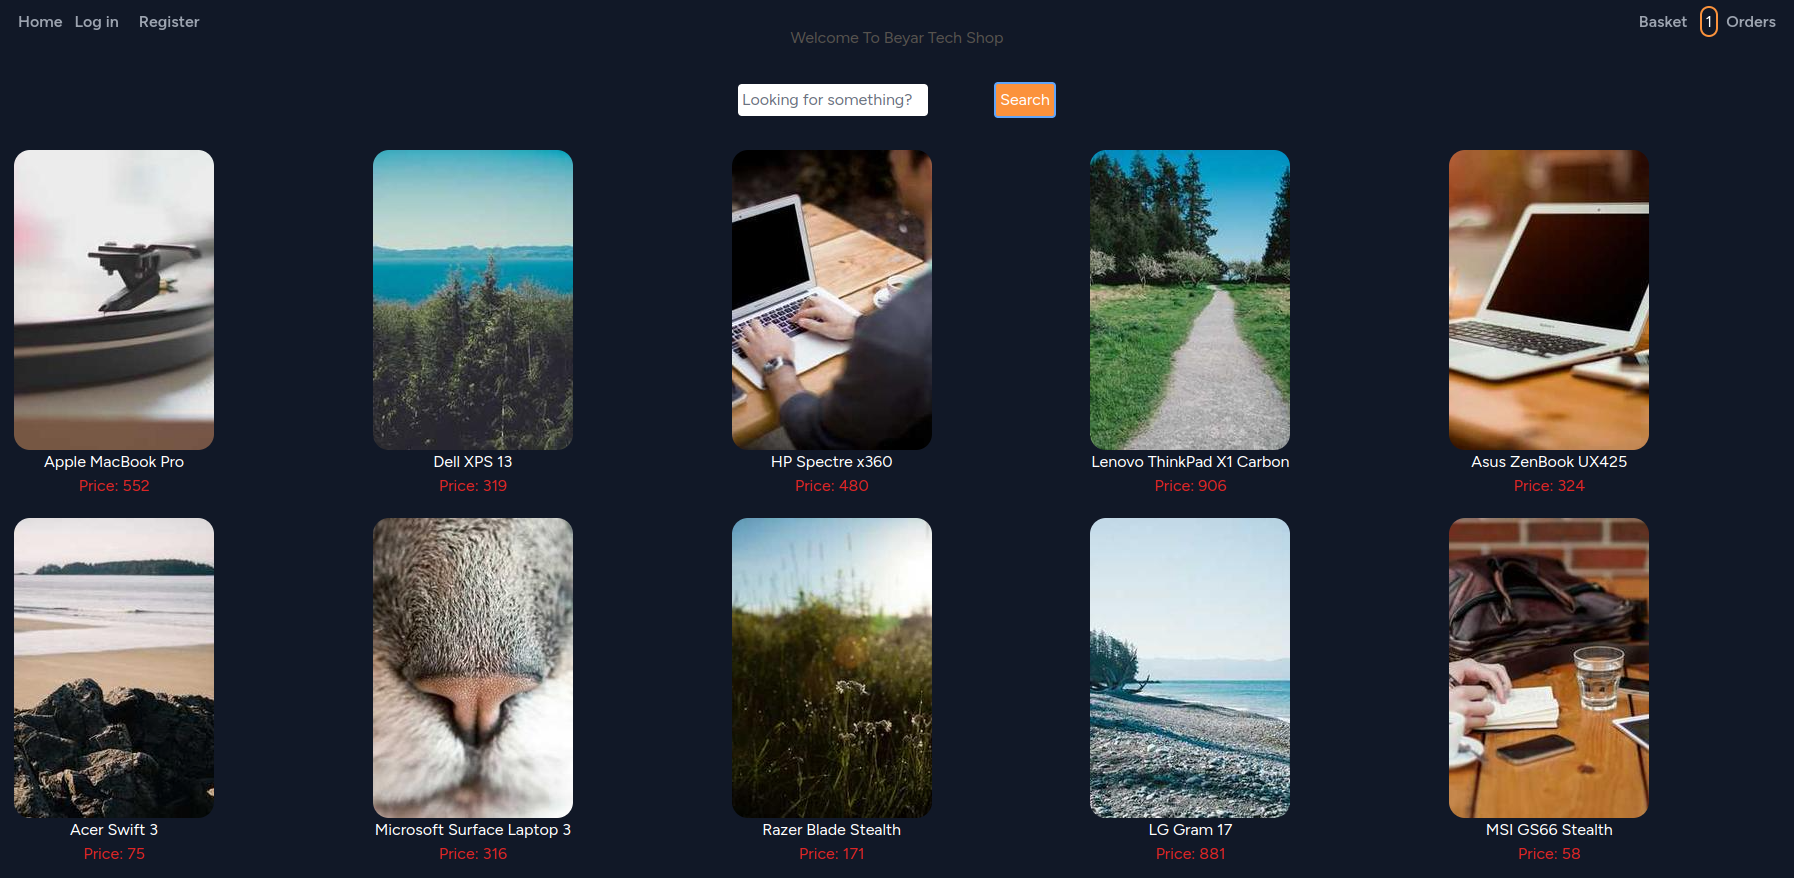 Home Log in Register Basket 1 Orders
Welcome To Beyar Tech Shop
Looking for something? Search
Apple MacBook Pro Dell XPS 13 HP Spectre x360 Lenovo ThinkPad X1 Carbon Asus ZenBook UX425
Price: 552 Price: 319 Price: 480 Price: 906 Price: 324
Acer Swift 3 Microsoft Surface Laptop 3 Razer Blade Stealth LG Gram 17 MSI GS66 Stealth
Price: 75 Price: 316 Price: 171 Price: 881 Price: 58